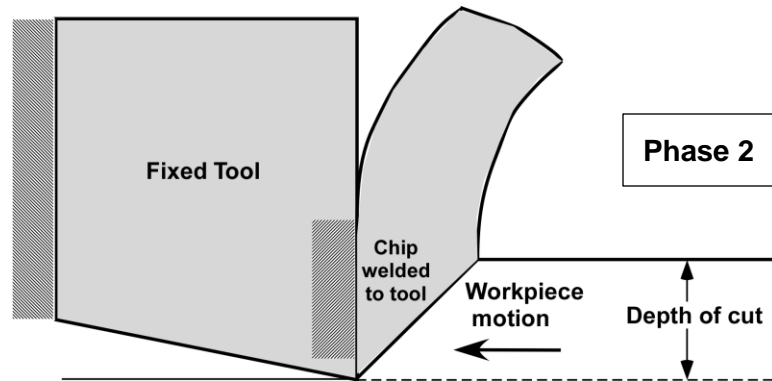 Fixed Tool
Chip
welded
to tool
Phase 2
Workpiece
motion
Depth of cut